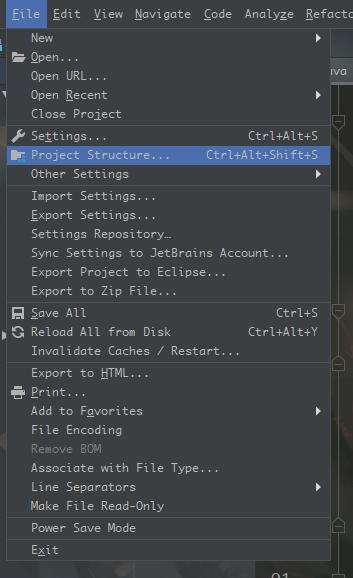 File Edit View Navigate Code Analyze Refacto
New
Open...
ava
Open URL...
Open Recent
Close Project
Settings... Ctrl+Alt+S
Project Structure... Ctrl+Alt+Shift+S
Other Settings
Import Settings...
Export Settings...
Settings Repository…
Sync Settings to JetBrains Account...
Export Project to Eclipse...
Export to Zip File...
Save All Ctrl+S
Reload All from Disk Ctrl+Alt+Y
Invalidate Caches / Restart...
Export to HTML...
Print...
Add to Favorites
File Encoding
Remove BOM
Associate with File Type...
Line Separators
Make File Read-Only
Power Save Mode
Exit